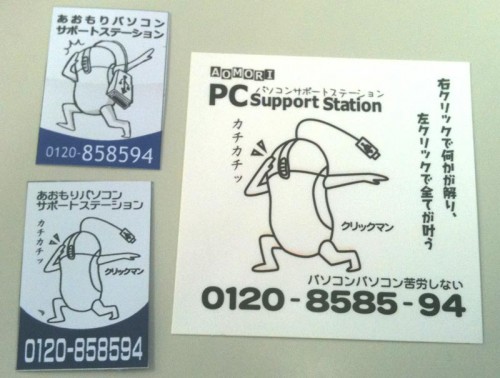 あおもりパソコン
サポートステーション
0120-858594
あおもりパソコン
サポートステーション
カチカチッ
クリックマン
0120-858594
AOMORI
パソコンサポートステーション
PC Support Station
右クリックで何かが解り、
左クリックで全てが叶う
カチカチッ
クリックマン
パソコンパソコン苦労しない
0120-8585-94